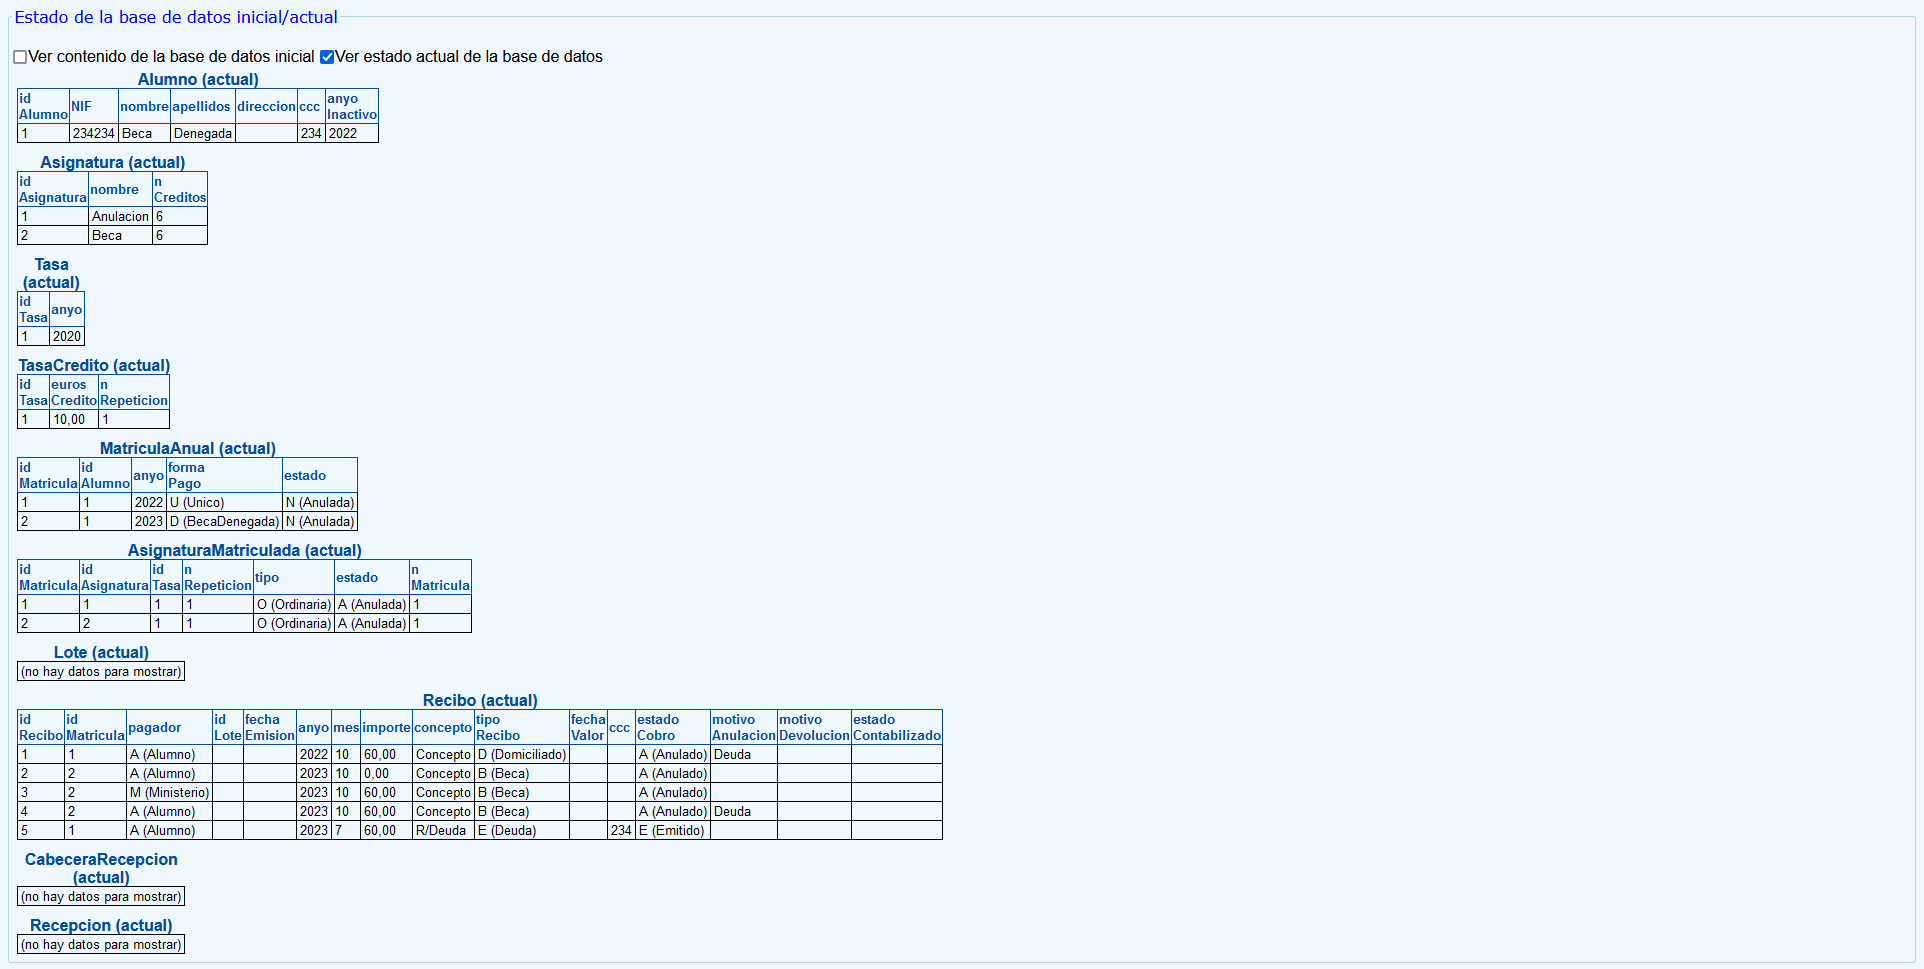 Estado de la base de datos inicial/actual
Ver contenido de la base de datos inicial Ver estado actual de la base de datos
Alumno (actual)
id Alumno NIF nombre apellidos direccion ccc anyo Inactivo
1 234234 Beca Denegada 234 2022
Asignatura (actual)
id Asignatura nombre n Creditos
1 Anulacion 6
2 Beca 6
Tasa
(actual)
id Tasa anyo
1 2020
TasaCredito (actual)
id Tasa euros Credito n Repeticion
1 10,00 1
MatriculaAnual (actual)
id Matricula id Alumno anyo forma Pago estado
1 1 2022 U (Unico) N (Anulada)
2 1 2023 D (BecaDenegada) N (Anulada)
AsignaturaMatriculada (actual)
id Matricula id Asignatura id Tasa n Repeticion tipo estado n Matricula
1 1 1 1 O (Ordinaria) A (Anulada) 1
2 2 1 1 O (Ordinaria) A (Anulada) 1
Lote (actual)
(no hay datos para mostrar)
Recibo (actual)
id Recibo id Matricula pagador id Lote fecha Emision anyo mes importe concepto tipo Recibo fecha Valor ccc estado Cobro motivo Anulacion motivo Devolucion estado Contabilizado
1 1 A (Alumno) 2022 10 60,00 Concepto D (Domiciliado) A (Anulado) Deuda
2 2 A (Alumno) 2023 10 0,00 Concepto B (Beca) A (Anulado)
3 2 M (Ministerio) 2023 10 60,00 Concepto B (Beca) A (Anulado)
4 2 A (Alumno) 2023 10 60,00 Concepto B (Beca) A (Anulado) Deuda
5 1 A (Alumno) 2023 7 60,00 R/Deuda E (Deuda) 234 E (Emitido)
CabeceraRecepcion
(actual)
(no hay datos para mostrar)
Recepcion (actual)
(no hay datos para mostrar)